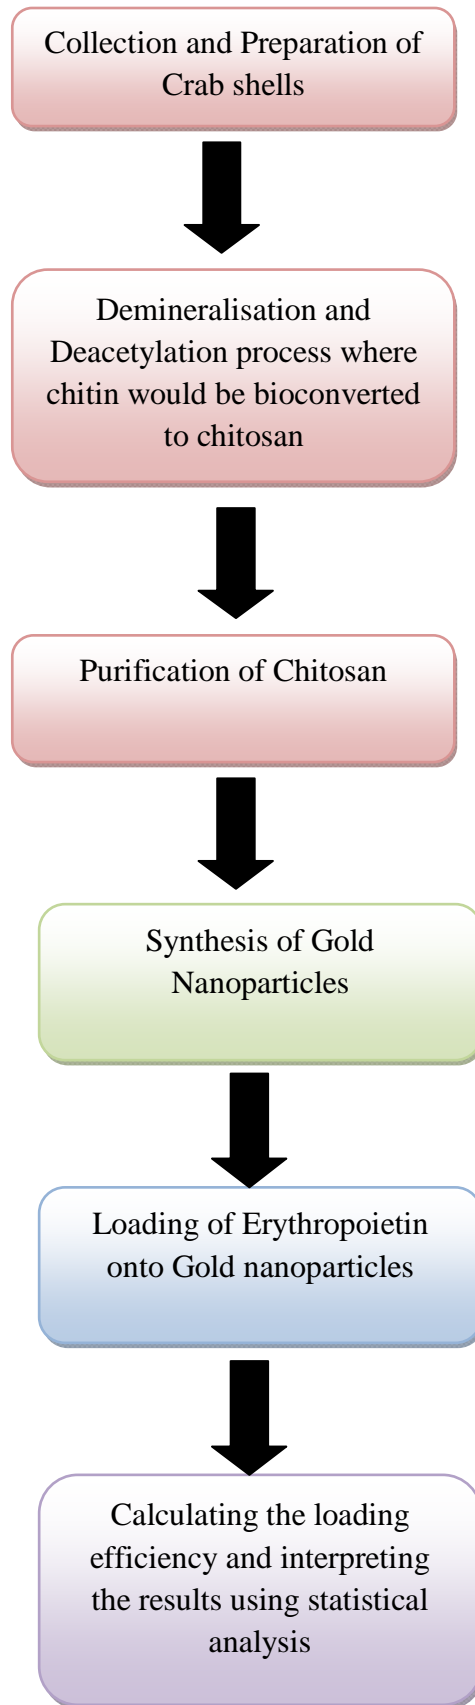 Collection and Preparation of
Crab shells
Demineralisation and
Deacetylation process where
chitin would be bioconverted
to chitosan
Purification of Chitosan
Synthesis of Gold
Nanoparticles
Loading of Erythropoietin
onto Gold nanoparticles
Calculating the loading
efficiency and interpreting
the results using statistical
analysis